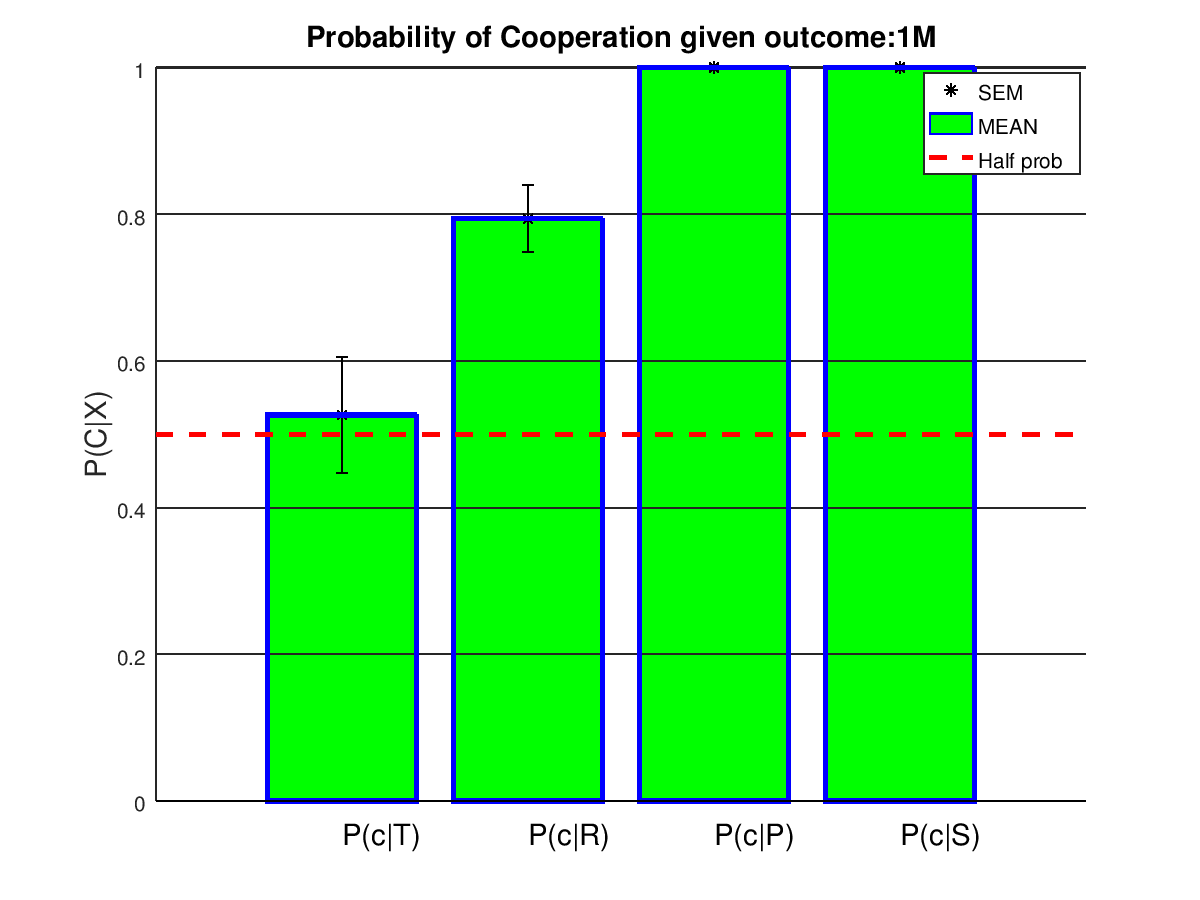 Probability of Cooperation given outcome:1M
1
0.8
0.6
0.4
0.2
0
P(C|X)
SEM
MEAN
Half prob
P(c|T)
P(c|R)
P(c|P)
P(c|S)